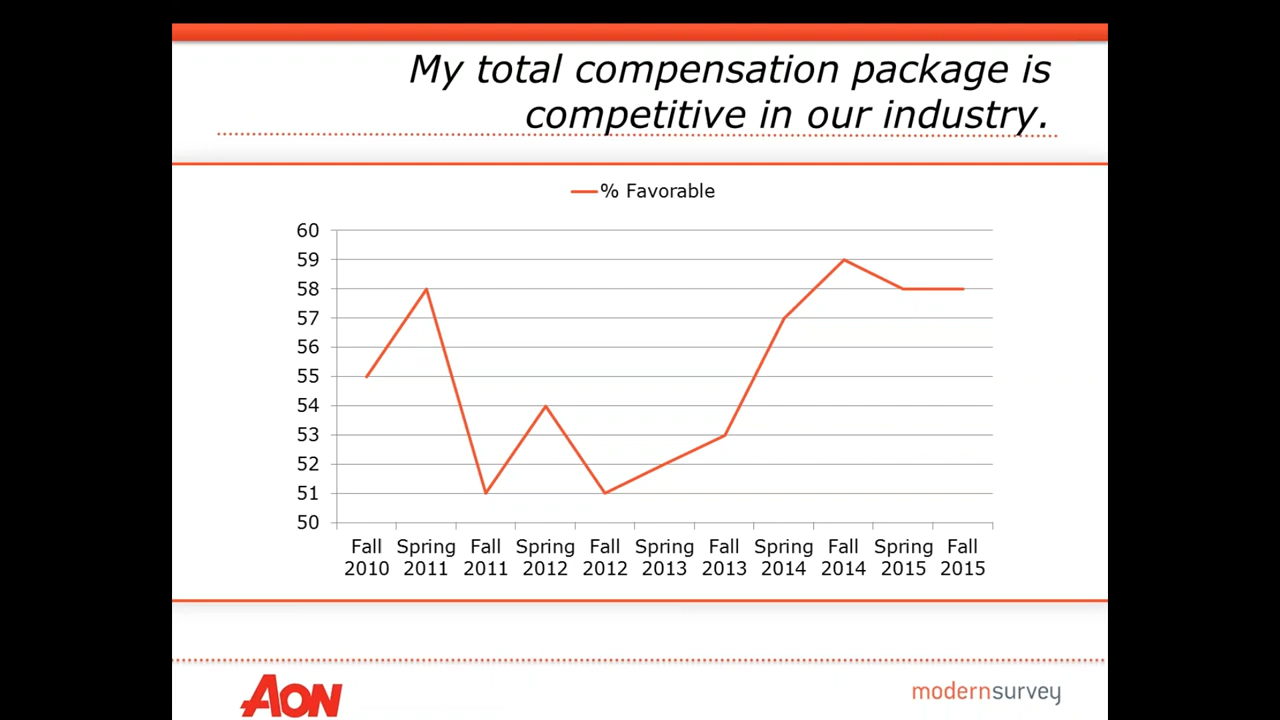 My total compensation package is
competitive in our industry.
% Favorable
60
59
58
57
56
55
54
53
52
51
50
Fall Spring Fall Spring Fall Spring Fall Spring Fall Spring Fall
2010 2011 2011 2012 2012 2013 2013 2014 2014 2015 2015
AON modernsurvey